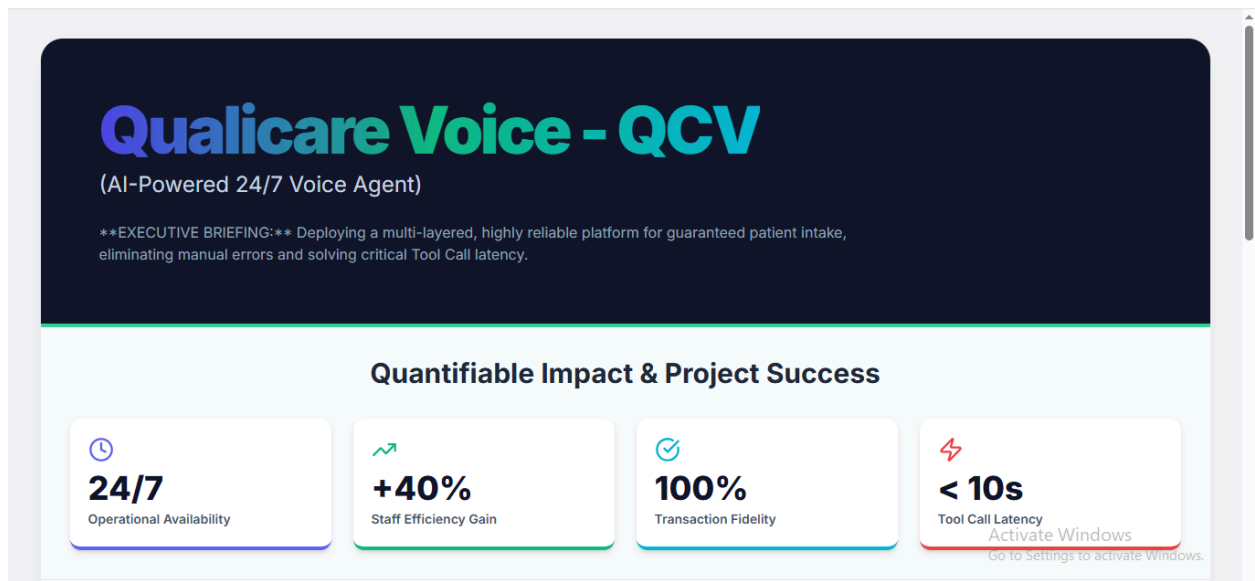 Qualicare Voice - QCV
(AI-Powered 24/7 Voice Agent)
**EXECUTIVE BRIEFING:** Deploying a multi-layered, highly reliable platform for guaranteed patient intake,
eliminating manual errors and solving critical Tool Call latency.
Quantifiable Impact & Project Success
24/7
Operational Availability
+40%
Staff Efficiency Gain
100%
Transaction Fidelity
< 10s
Tool Call Latency
Activate Windows
Go to Settings to activate Windows.